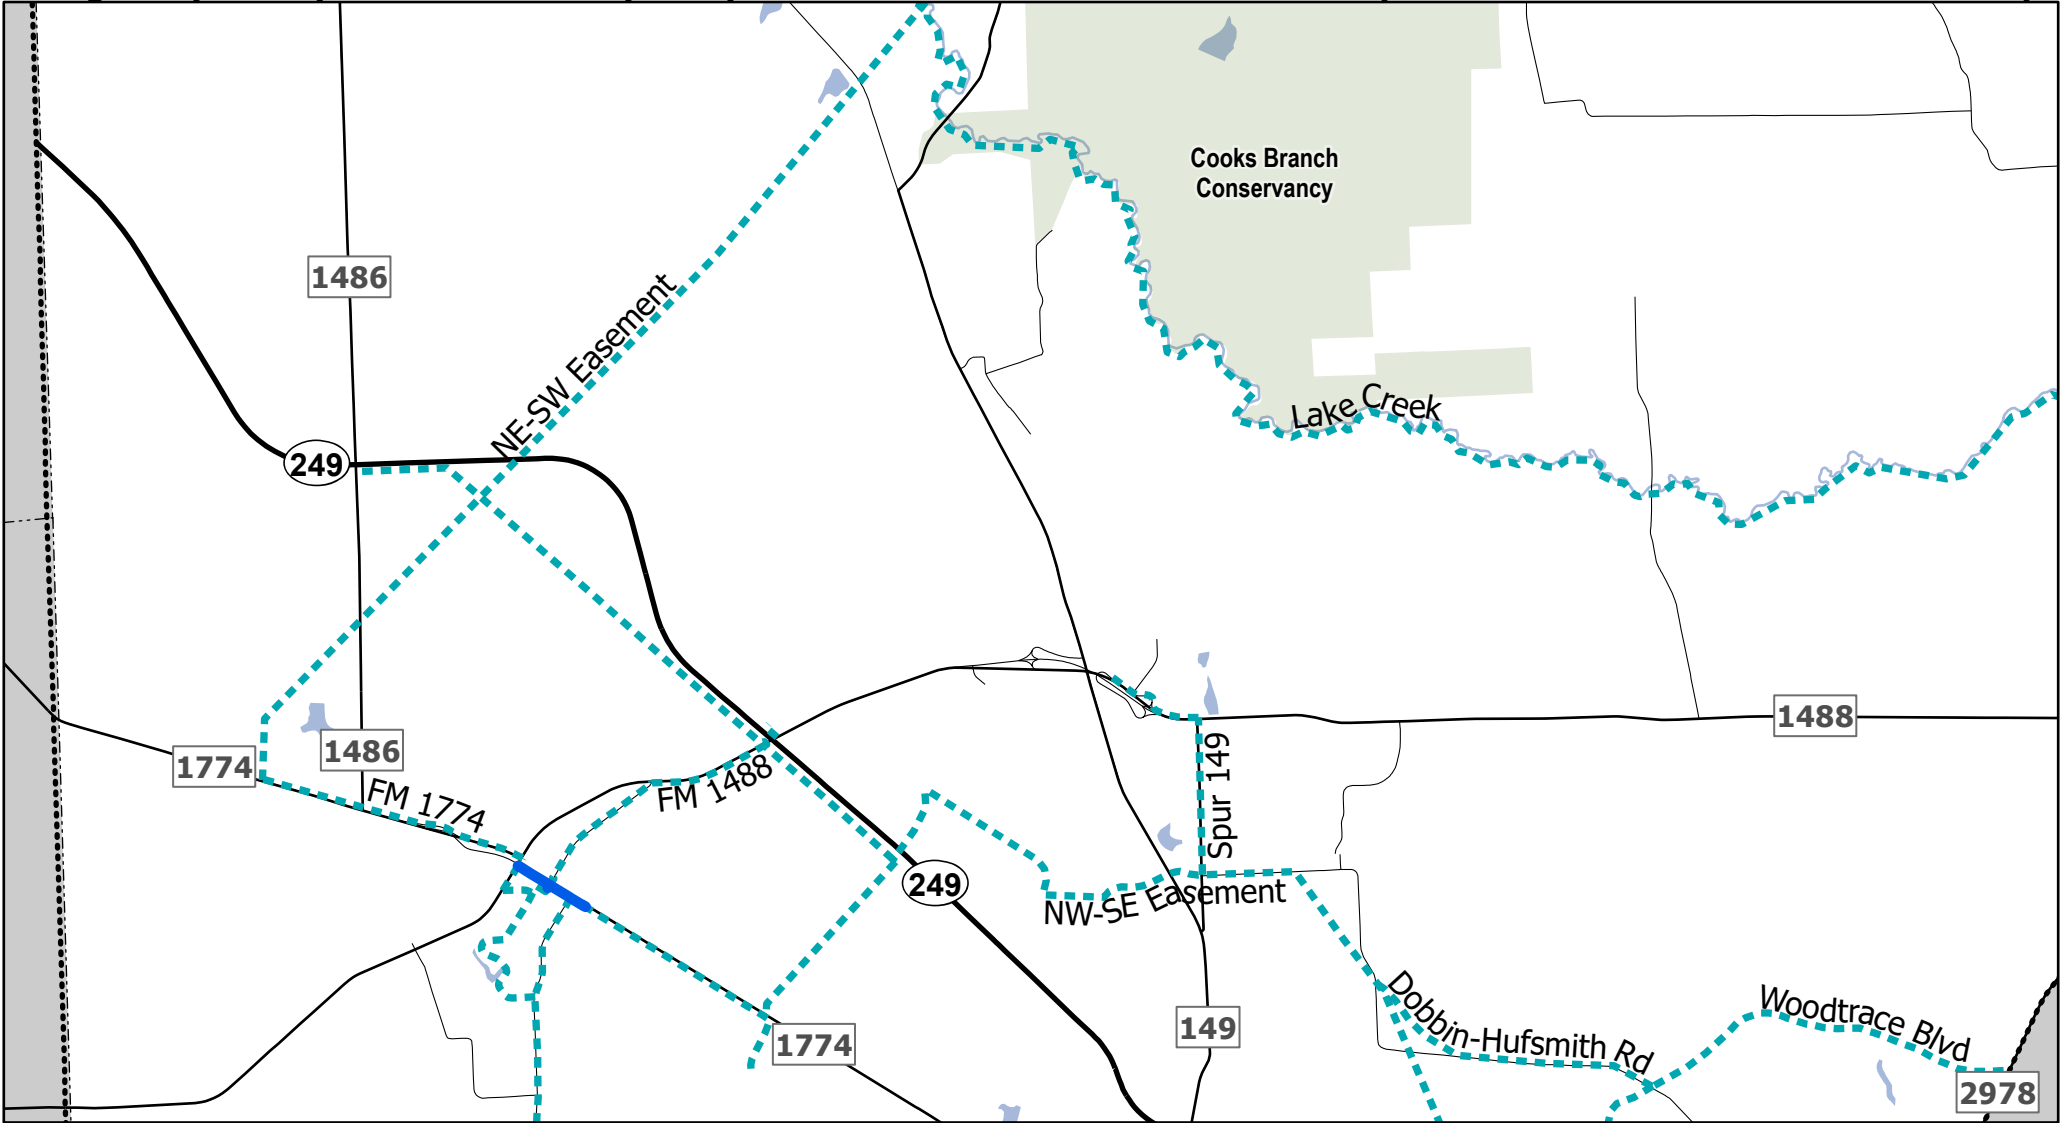 Cooks Branch
Conservancy
1486
NE-SW Easement
Lake Creek
249
1488
Spur 149
1486
1774
FM 1488
FM 1774
249
NW-SE Easement
Dobbin-Hufsmith Rd
Woodtrace Blvd
149
1774
2978